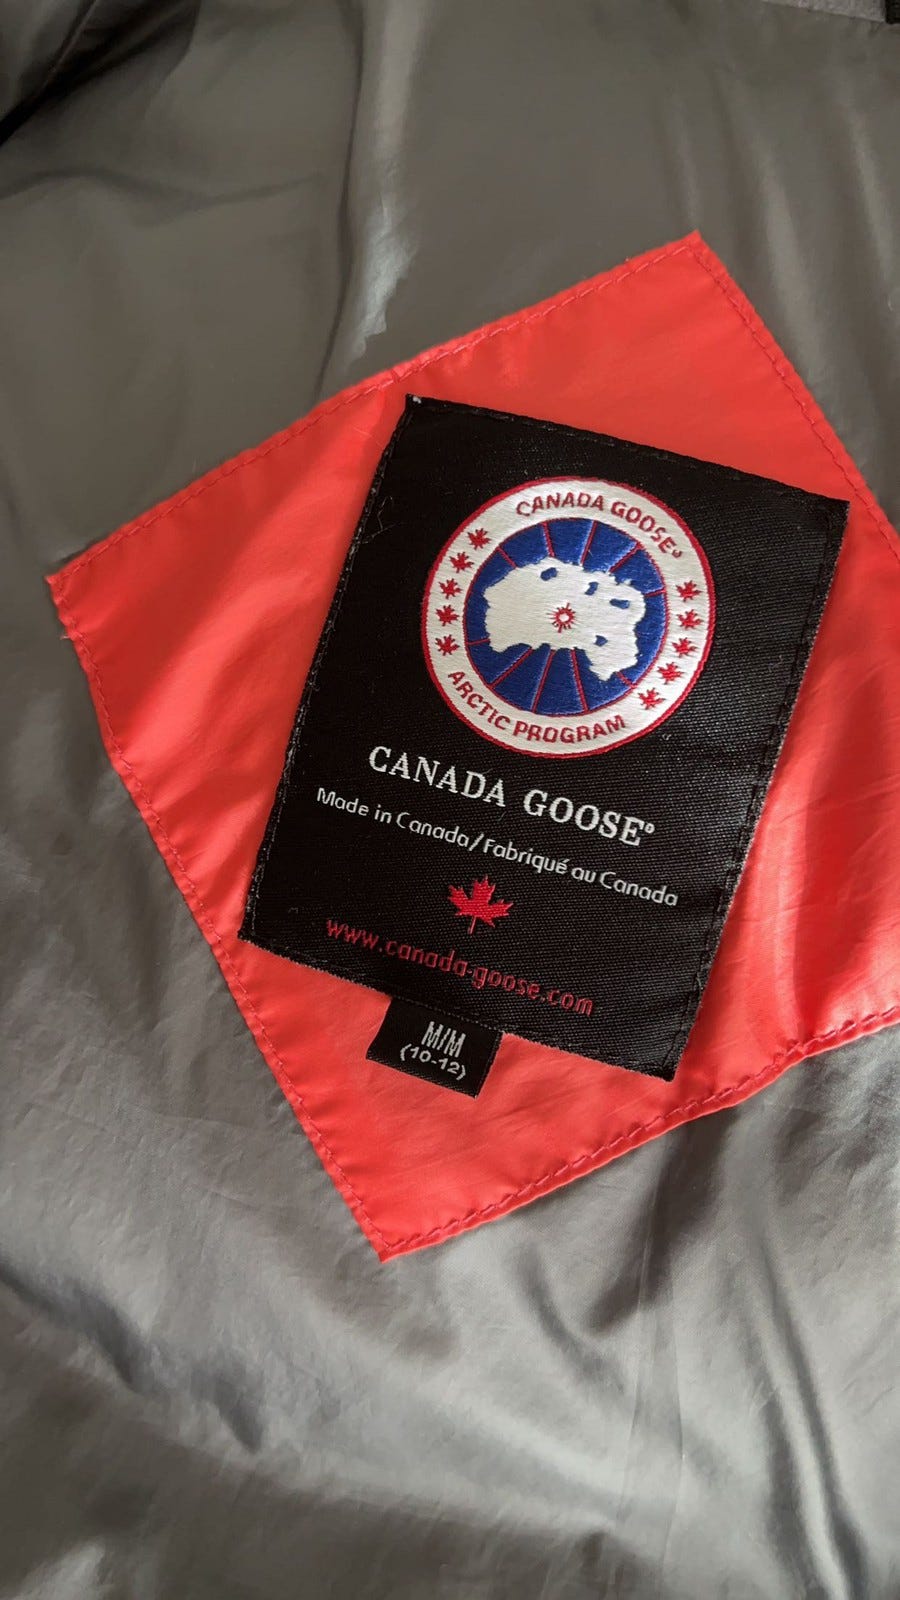 CANADA GOOSE®
ARCTIC PROGRAM
CANADA GOOSE®
Made in Canada/Fabriqué au Canada
www.canada-goose.com
M/M
(10-12)